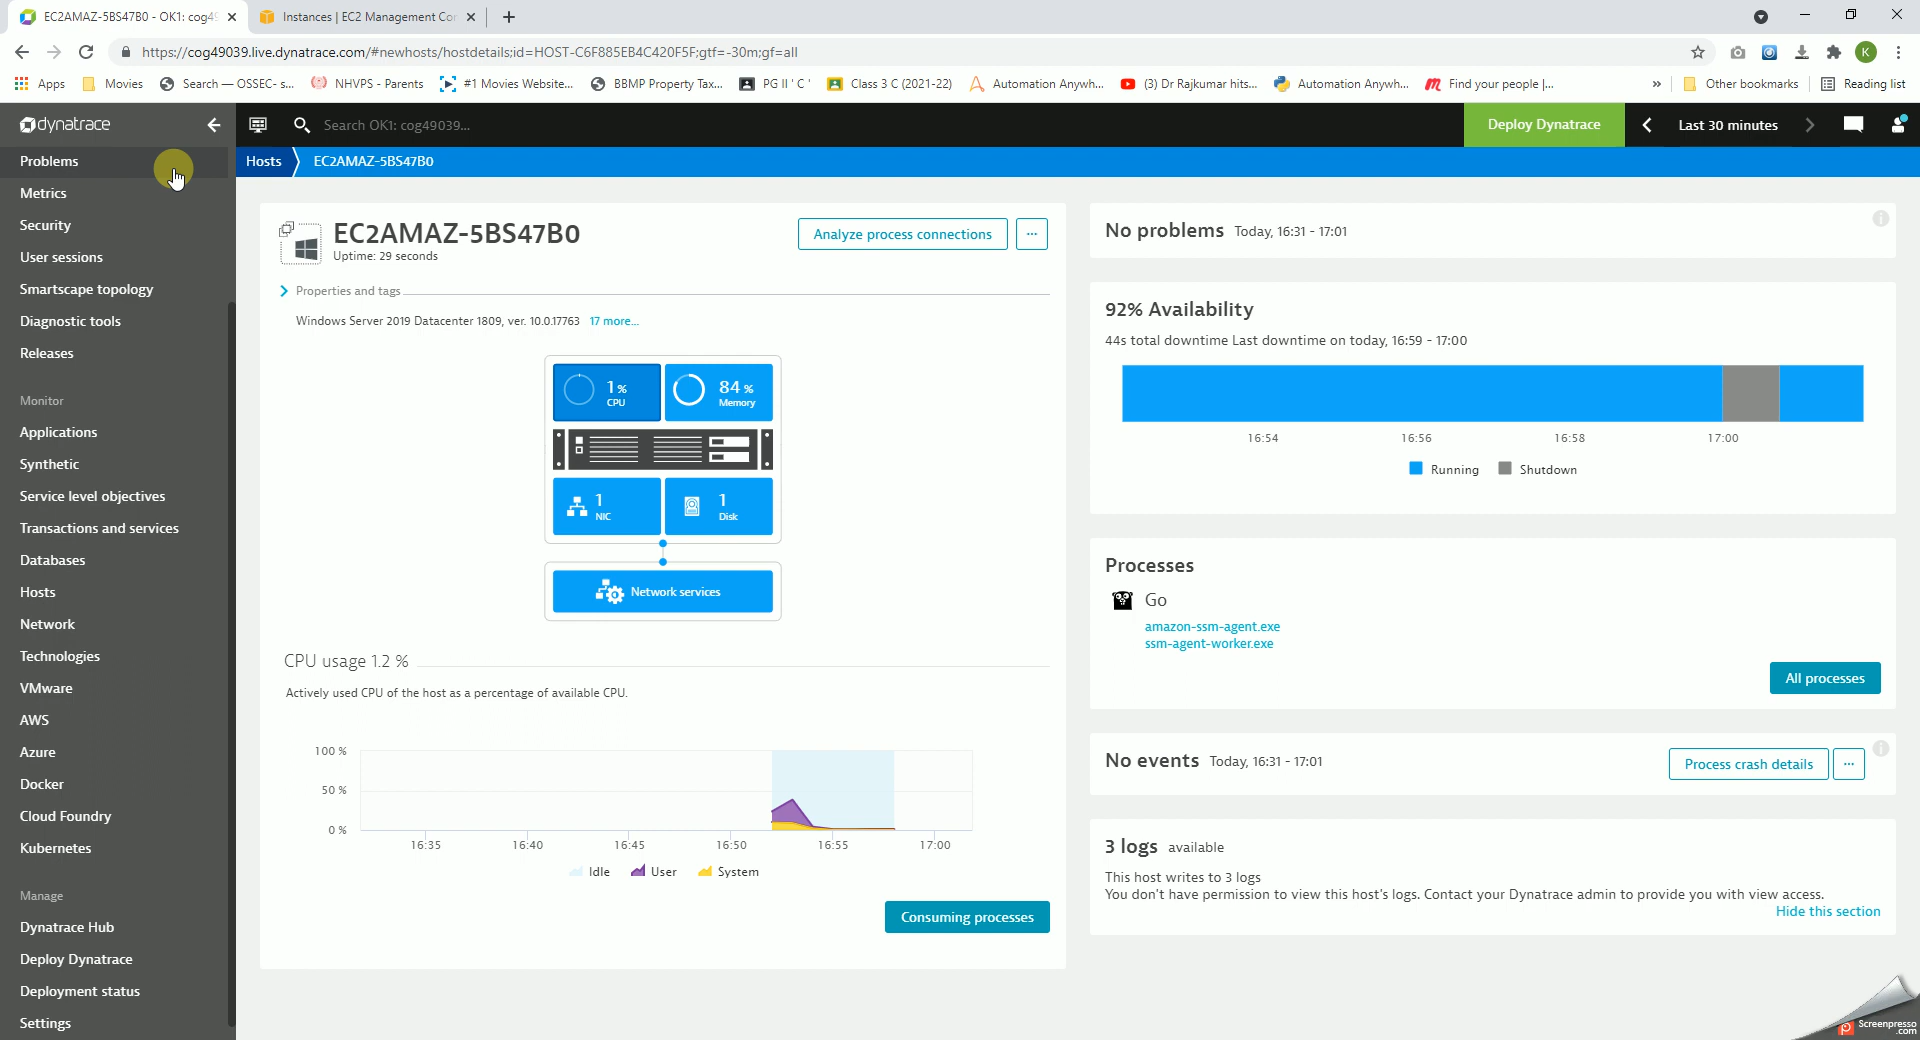 EC2AMAZ-5BS47B0 - OK1: cog49
Instances | EC2 Management Con
https://cog49039.live.dynatrace.com/#newhosts/hostdetails;id=HOST-C6F885EB4C420F5F;gtf=-30m;gf=all
K
Apps
Movies
Search — OSSEC- s...
NHVPS - Parents
#1 Movies Website...
BBMP Property Tax...
PG II ' C '
Class 3 C (2021-22)
Automation Anywh...
(3) Dr Rajkumar hits...
Automation Anywh...
Find your people |...
»
Other bookmarks
Reading list
dynatrace
Search OK1: cog49039...
Deploy Dynatrace
Last 30 minutes
Problems
Metrics
Security
User sessions
Smartscape topology
Diagnostic tools
Releases
Monitor
Applications
Synthetic
Service level objectives
Transactions and services
Databases
Hosts
Network
Technologies
VMware
AWS
Azure
Docker
Cloud Foundry
Kubernetes
Manage
Dynatrace Hub
Deploy Dynatrace
Deployment status
Settings
Hosts
EC2AMAZ-5BS47B0
EC2AMAZ-5BS47B0
Uptime: 29 seconds
Analyze process connections
...
Properties and tags
Windows Server 2019 Datacenter 1809, ver. 10.0.17763 17 more...
1 %
CPU
84 %
Memory
1
NIC
1
Disk
Network services
CPU usage 1.2 %
Actively used CPU of the host as a percentage of available CPU.
100 %
50 %
0 %
16:35 16:40 16:45 16:50 16:55 17:00
Idle User System
Consuming processes
No problems Today, 16:31 - 17:01
92% Availability
44s total downtime Last downtime on today, 16:59 - 17:00
16:54 16:56 16:58 17:00
Running Shutdown
Processes
Go
amazon-ssm-agent.exe
ssm-agent-worker.exe
All processes
No events Today, 16:31 - 17:01
Process crash details
...
3 logs available
This host writes to 3 logs
You don't have permission to view this host's logs. Contact your Dynatrace admin to provide you with view access.
Hide this section
Screenpresso
.com